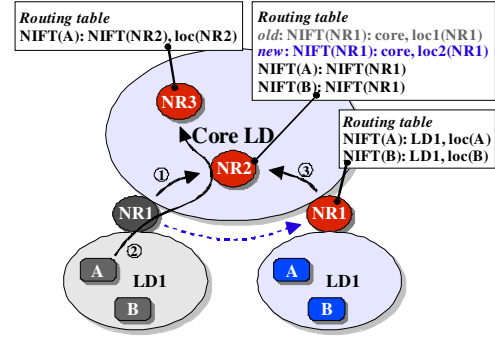 Routing table
NIFT(A): NIFT(NR2), loc(NR2)
Routing table
old: NIFT(NR1): core, loc1(NR1)
new: NIFT(NR1): core, loc2(NR1)
NIFT(A): NIFT(NR1)
NIFT(B): NIFT(NR1)
Routing table
NIFT(A): LD1, loc(A)
NIFT(B): LD1, loc(B)
NR3
Core LD
NR2
1
3
NR1
NR1
2
A
LD1
B
A
LD1
B